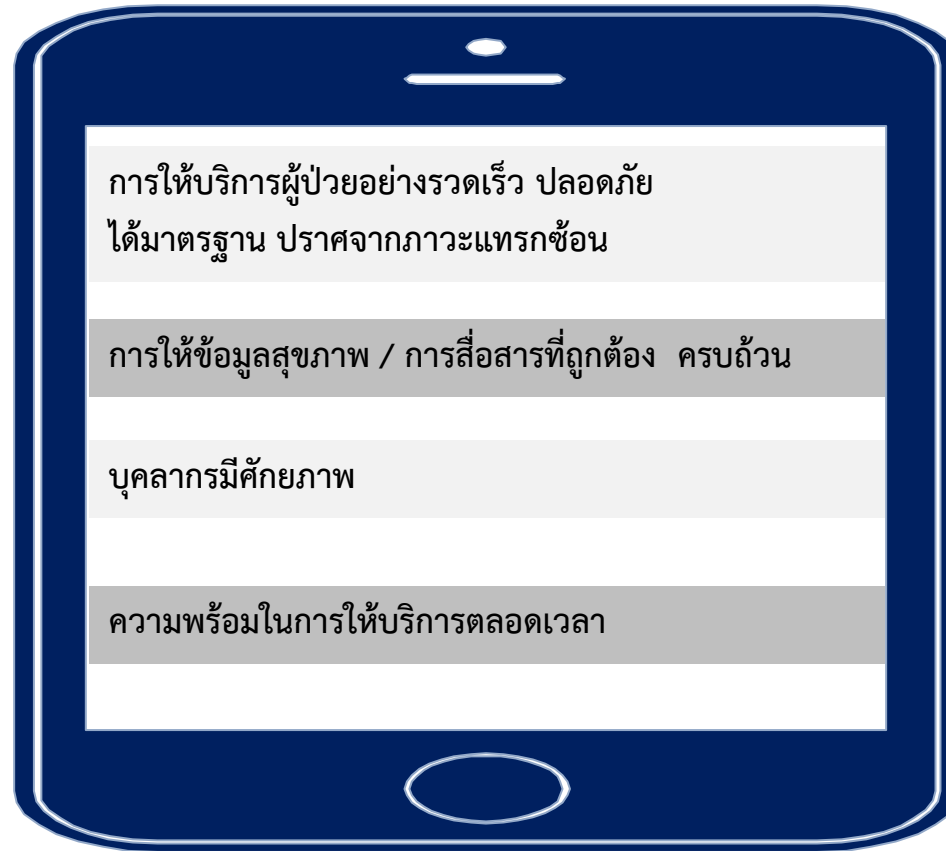 การให้บริการผู้ป่วยอย่างรวดเร็ว ปลอดภัย
ได้มาตรฐาน ปราศจากภาวะแทรกซ้อน
การให้ข้อมูลสุขภาพ / การสื่อสารที่ถูกต้อง ครบถ้วน
บุคลากรมีศักยภาพ
ความพร้อมในการให้บริการตลอดเวลา